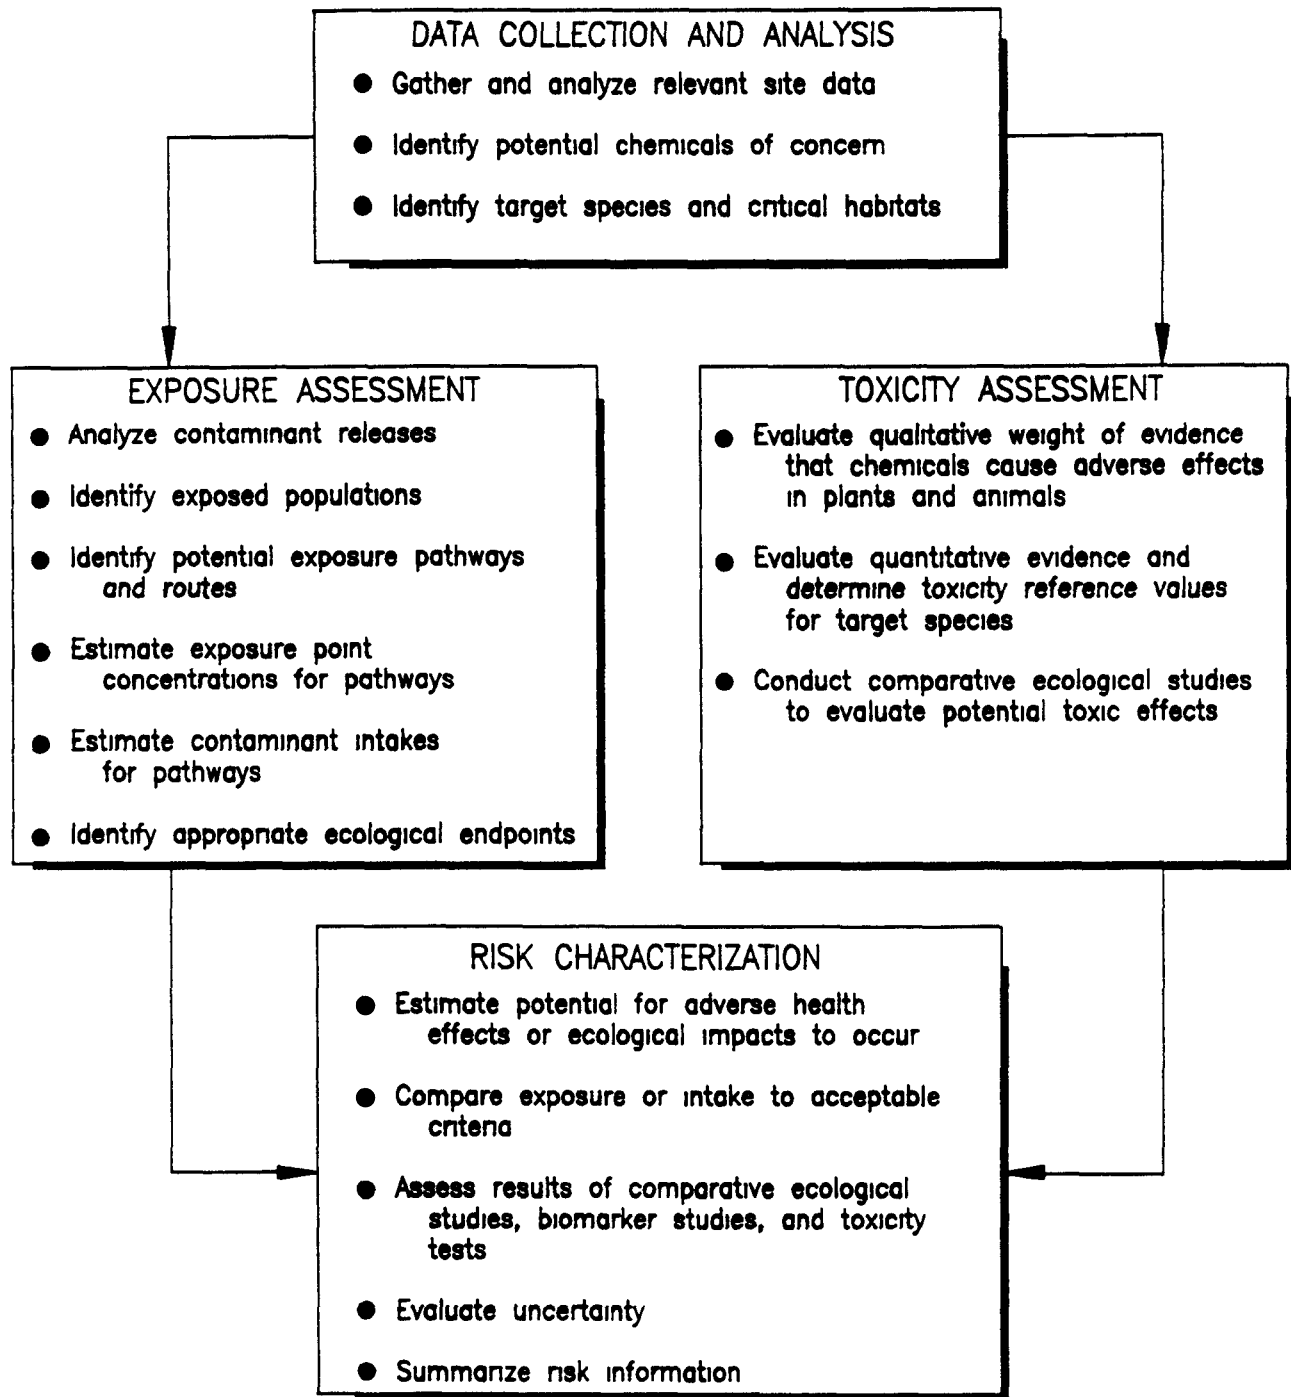 DATA COLLECTION AND ANALYSIS
● Gather and analyze relevant site data
● Identify potential chemicals of concern
● Identify target species and critical habitats
EXPOSURE ASSESSMENT
● Analyze contaminant releases
● Identify exposed populations
● Identify potential exposure pathways
and routes
● Estimate exposure point
concentrations for pathways
● Estimate contaminant intakes
for pathways
● Identify appropriate ecological endpoints
TOXICITY ASSESSMENT
● Evaluate qualitative weight of evidence
that chemicals cause adverse effects
in plants and animals
● Evaluate quantitative evidence and
determine toxicity reference values
for target species
● Conduct comparative ecological studies
to evaluate potential toxic effects
RISK CHARACTERIZATION
● Estimate potential for adverse health
effects or ecological impacts to occur
● Compare exposure or intake to acceptable
criteria
● Assess results of comparative ecological
studies, biomarker studies, and toxicity
tests
● Evaluate uncertainty
● Summarize risk information